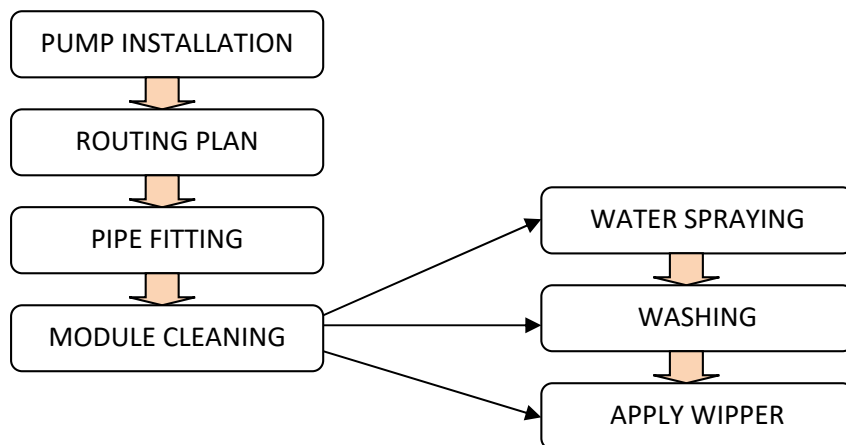 PUMP INSTALLATION
ROUTING PLAN
PIPE FITTING
MODULE CLEANING
WATER SPRAYING
WASHING
APPLY WIPPER